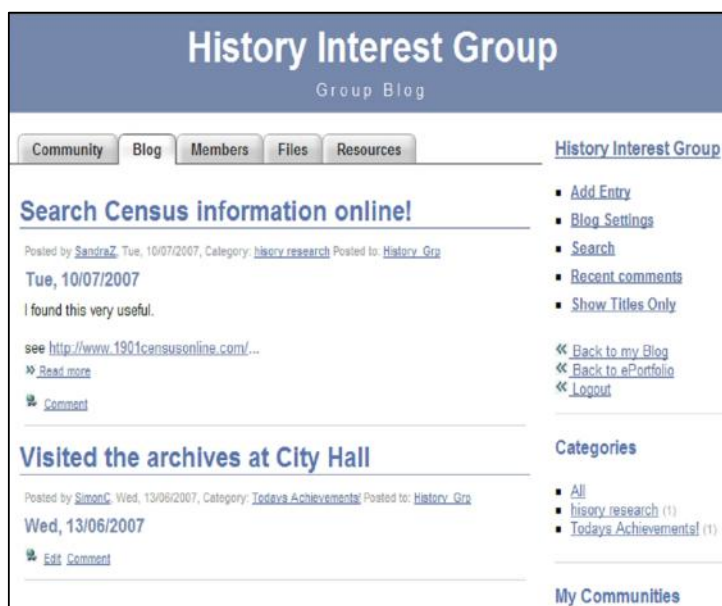 History Interest Group
Group Blog
Community
Blog
Members
Files
Resources
Search Census information online!
Posted by SandraZ, Tue, 10/07/2007, Category: hisory research Posted to: History_Grp
Tue, 10/07/2007
I found this very useful.
see http://www.1901censusonline.com/...
» Read more
Comment
Visited the archives at City Hall
Posted by SimonC, Wed, 13/06/2007, Category: Todays Achievements! Posted to: History_Grp
Wed, 13/06/2007
Edit Comment
History Interest Group
Add Entry
Blog Settings
Search
Recent comments
Show Titles Only
« Back to my Blog
« Back to ePortfolio
« Logout
Categories
All
hisory research (1)
Todays Achievements! (1)
My Communities